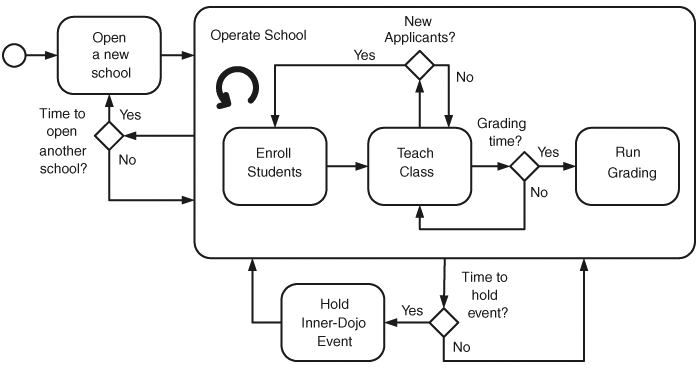 Open
a new
school
Operate School
New
Applicants?
Yes
No
Time to
open
another
school?
Yes
No
Enroll
Students
Teach
Class
Grading
time?
Yes
No
Run
Grading
Hold
Inner-Dojo
Event
Time to
hold
event?
Yes
No